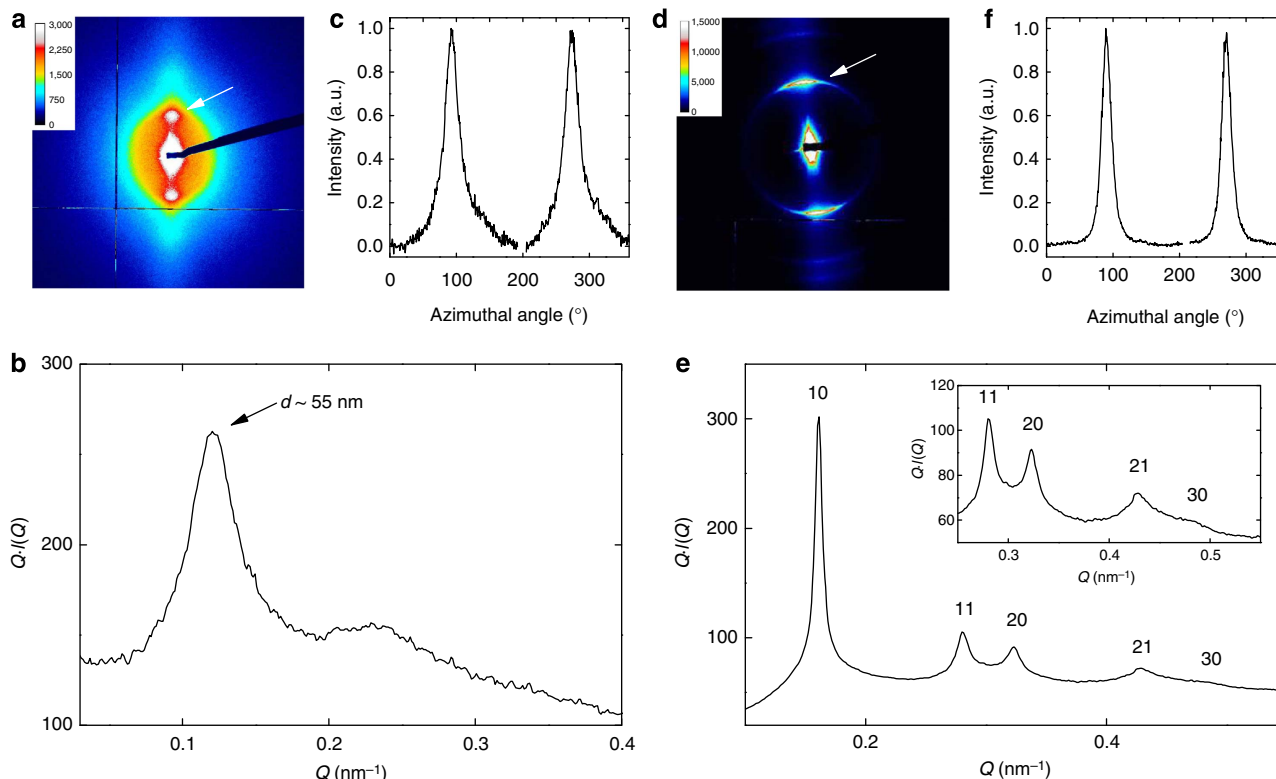 a
3,000
2,250
1,500
750
0
c
Intensity (a.u.)
1.0
0.8
0.6
0.4
0.2
0.0
0 100 200 300
Azimuthal angle (°)
d
1,5000
1,0000
5,000
0
f
Intensity (a.u.)
1.0
0.8
0.6
0.4
0.2
0.0
0 100 200 300
Azimuthal angle (°)
b
300
200
100
Q·I(Q)
d ~ 55 nm
0.1 0.2 0.3 0.4
Q (nm⁻¹)
e
300
200
100
Q·I(Q)
10
11
20
21
30
0.2 0.4
Q (nm⁻¹)
120
100
80
60
Q·I(Q)
11
20
21
30
0.3 0.4 0.5
Q (nm⁻¹)